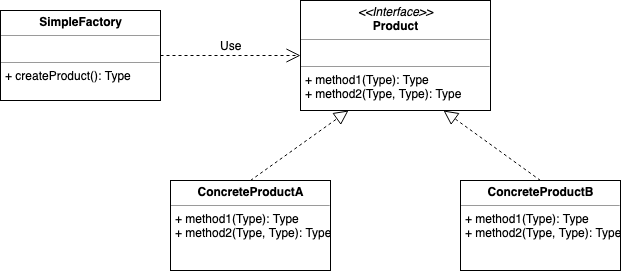 SimpleFactory
+ createProduct(): Type
Use
<<Interface>>
Product
+ method1(Type): Type
+ method2(Type, Type): Type
ConcreteProductA
+ method1(Type): Type
+ method2(Type, Type): Type
ConcreteProductB
+ method1(Type): Type
+ method2(Type, Type): Type